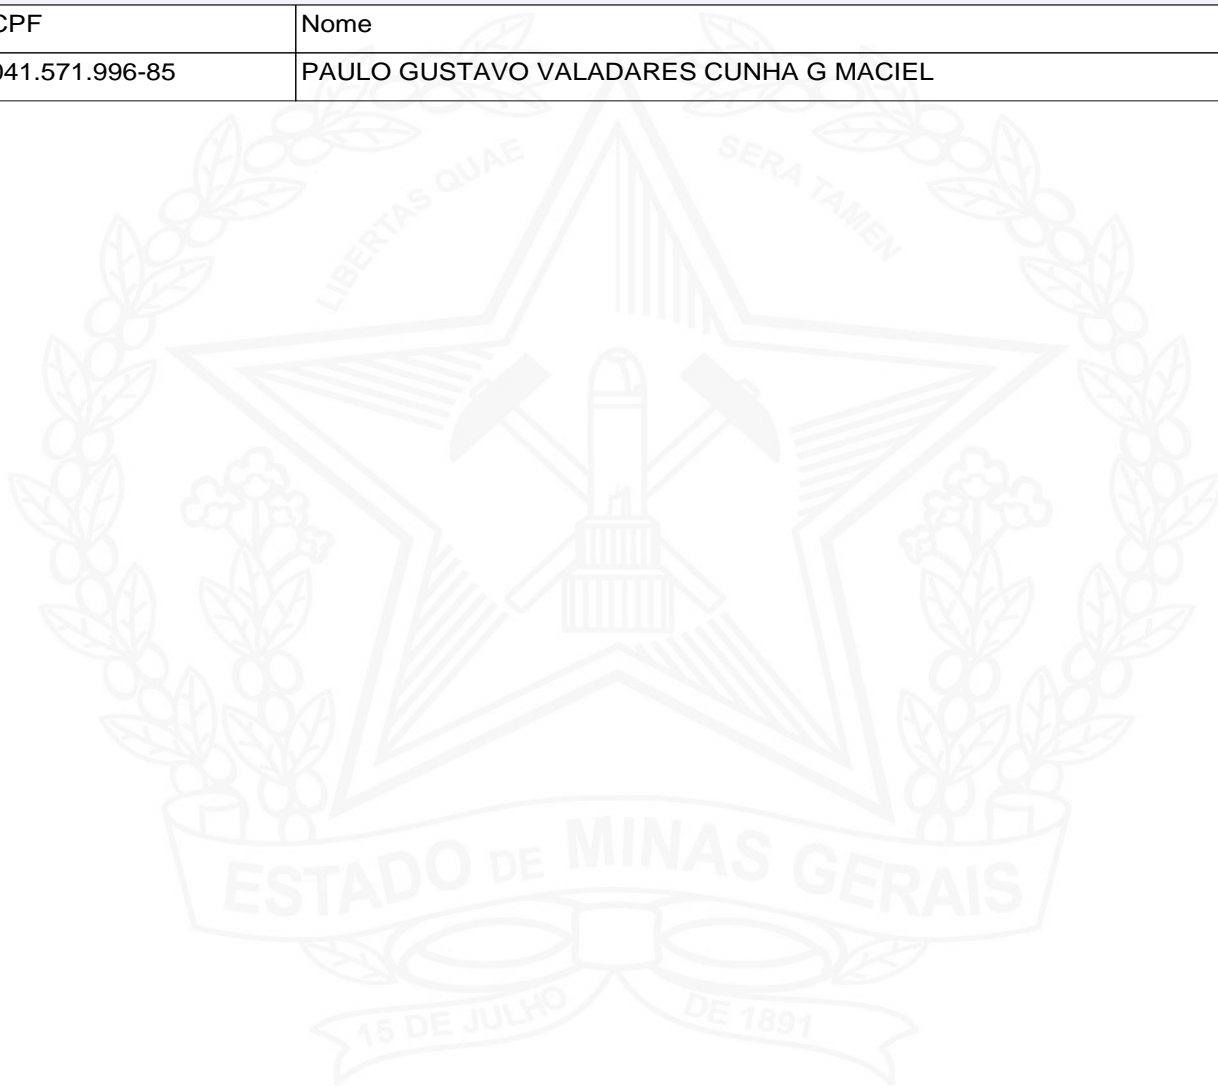 CPF Nome
041.571.996-85 PAULO GUSTAVO VALADARES CUNHA G MACIEL
LIBERTAS QUAE SERA TAMEN
ESTADO DE MINAS GERAIS
15 DE JULHO DE 1891